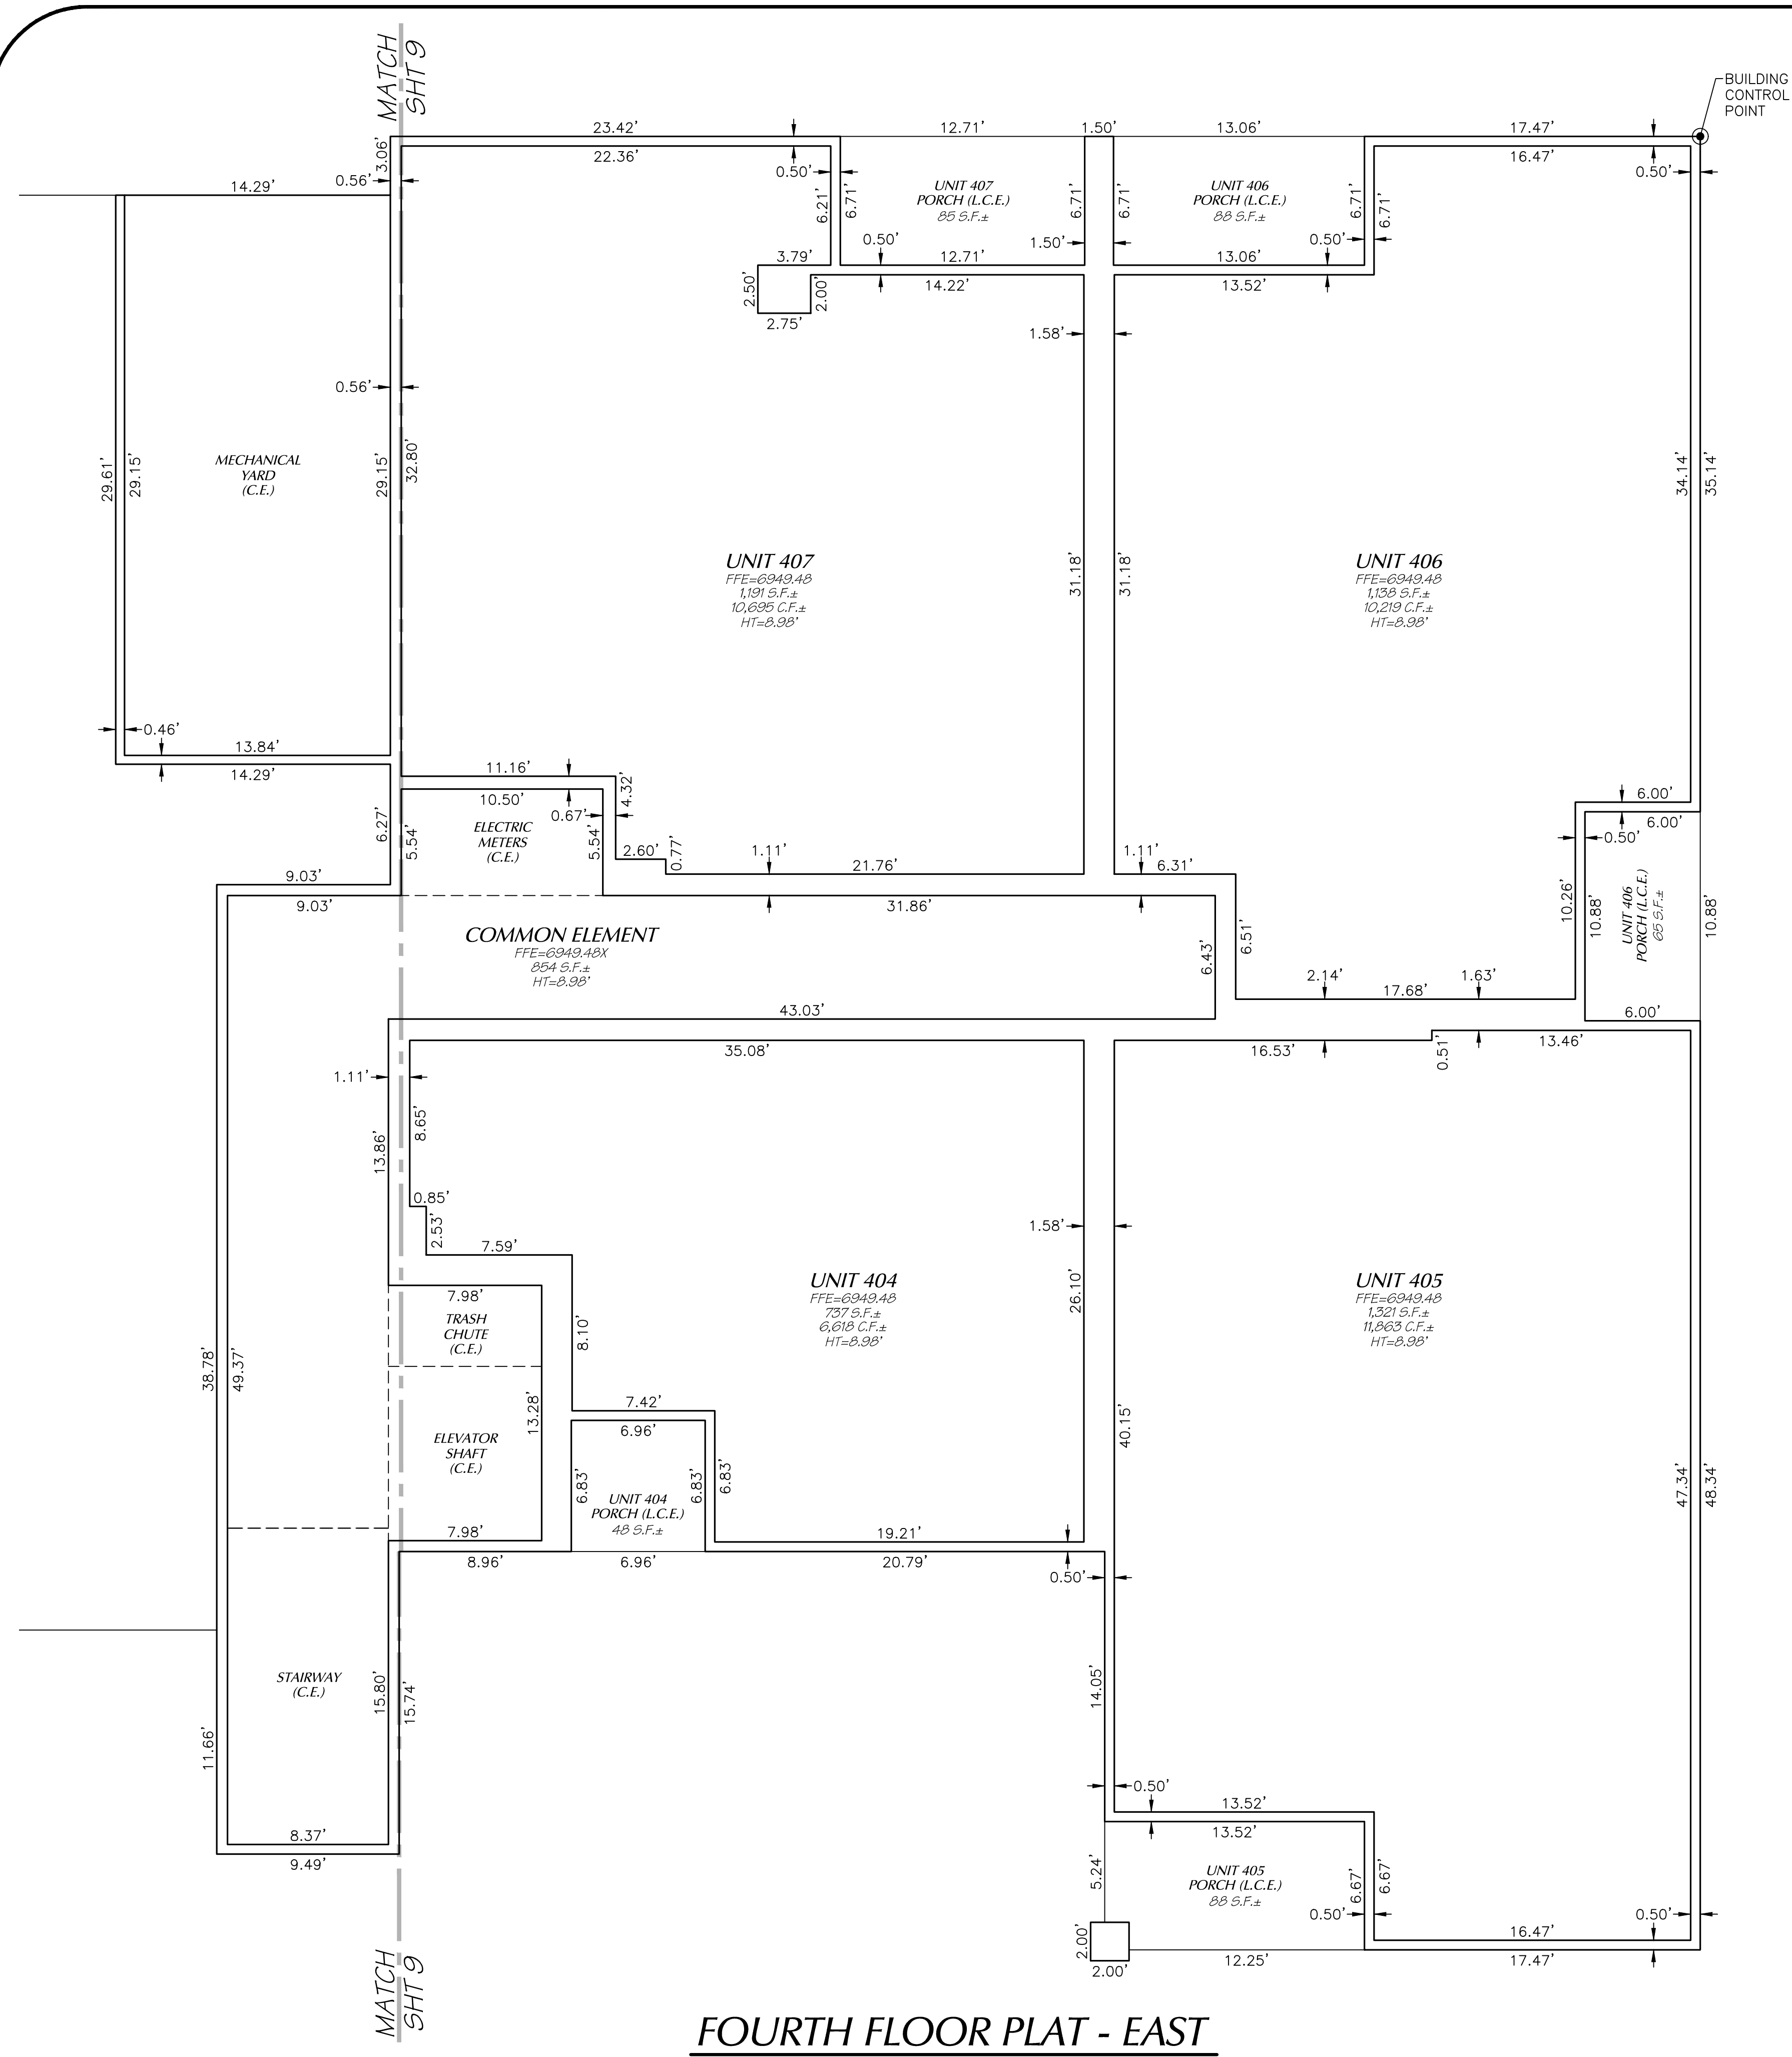 MATCH
SHT 9
BUILDING
CONTROL
POINT
23.42'
12.71'
1.50'
13.06'
17.47'
3.06'
22.36'
16.47'
14.29'
0.56'
0.50'
0.50'
6.21'
6.71'
UNIT 407
PORCH (L.C.E.)
85 S.F.±
6.71'
6.71'
UNIT 406
PORCH (L.C.E.)
88 S.F.±
6.71'
6.71'
0.50'
1.50'
0.50'
3.79'
12.71'
13.06'
2.50'
2.00'
14.22'
13.52'
2.75'
1.58'
0.56'
29.61'
29.15'
MECHANICAL
YARD
(C.E.)
29.15'
32.80'
34.14'
35.14'
UNIT 407
FFE=6949.48
1,191 S.F.±
10,695 C.F.±
HT=8.98'
31.18'
31.18'
UNIT 406
FFE=6949.48
1,138 S.F.±
10,219 C.F.±
HT=8.98'
0.46'
13.84'
14.29'
11.16'
10.50'
4.32'
0.67'
6.00'
6.00'
6.27'
5.54'
ELECTRIC
METERS
(C.E.)
5.54'
0.50'
2.60'
0.77'
1.11'
21.76'
1.11'
6.31'
9.03'
9.03'
31.86'
10.26'
10.88'
UNIT 406
PORCH (L.C.E.)
65 S.F.±
10.88'
COMMON ELEMENT
FFE=6949.48X
854 S.F.±
HT=8.98'
6.43'
6.51'
2.14'
17.68'
1.63'
43.03'
6.00'
35.08'
16.53'
0.51'
13.46'
1.11'
8.65'
13.86'
0.85'
2.53'
7.59'
1.58'
7.98'
TRASH
CHUTE
(C.E.)
8.10'
UNIT 404
FFE=6949.48
737 S.F.±
6,618 C.F.±
HT=8.98'
26.10'
UNIT 405
FFE=6949.48
1,321 S.F.±
11,863 C.F.±
HT=8.98'
38.78'
49.37'
13.28'
7.42'
6.96'
40.15'
ELEVATOR
SHAFT
(C.E.)
6.83'
UNIT 404
PORCH (L.C.E.)
48 S.F.±
6.83'
6.83'
47.34'
48.34'
7.98'
19.21'
8.96'
6.96'
20.79'
0.50'
STAIRWAY
(C.E.)
15.80'
15.74'
14.05'
11.66'
0.50'
8.37'
13.52'
9.49'
13.52'
5.24'
UNIT 405
PORCH (L.C.E.)
88 S.F.±
6.67'
6.67'
0.50'
0.50'
16.47'
2.00'
2.00'
12.25'
17.47'
MATCH
SHT 9
FOURTH FLOOR PLAT - EAST